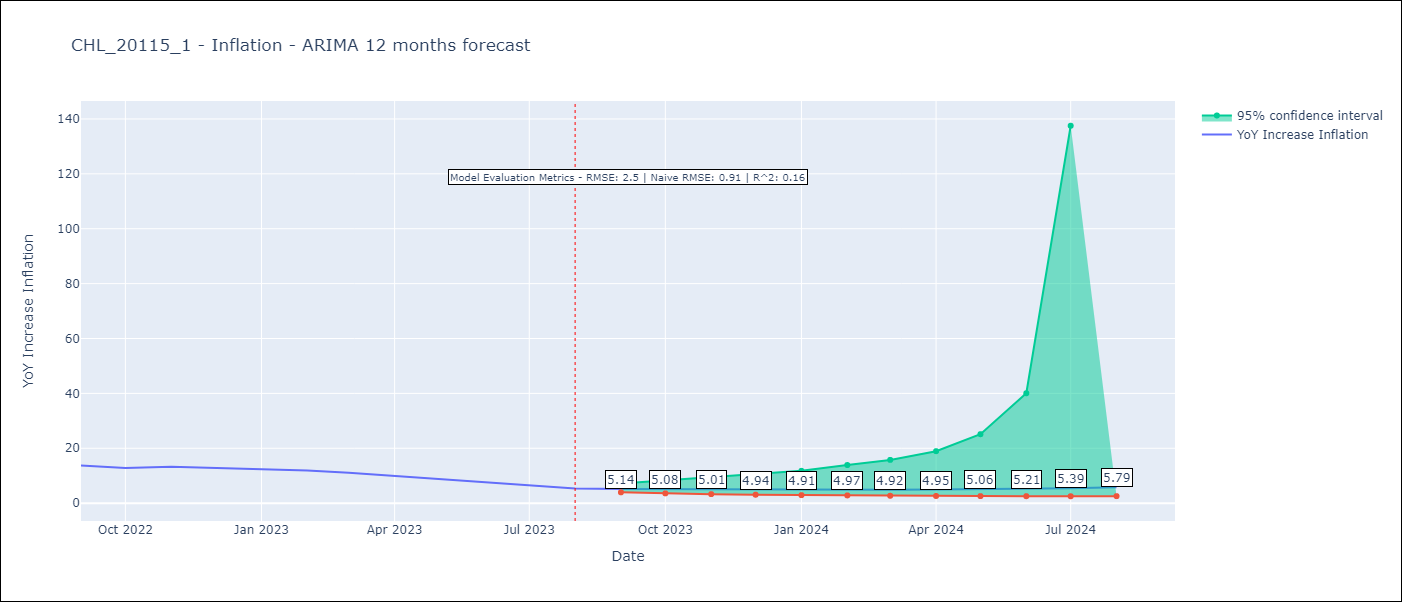 CHL_20115_1 - Inflation - ARIMA 12 months forecast
95% confidence interval
YoY Increase Inflation
Model Evaluation Metrics - RMSE: 2.5 | Naive RMSE: 0.91 | R^2: 0.16
YoY Increase Inflation
140
120
100
80
60
40
20
0
5.14 5.08 5.01 4.94 4.91 4.97 4.92 4.95 5.06 5.21 5.39 5.79
Oct 2022 Jan 2023 Apr 2023 Jul 2023 Oct 2023 Jan 2024 Apr 2024 Jul 2024
Date